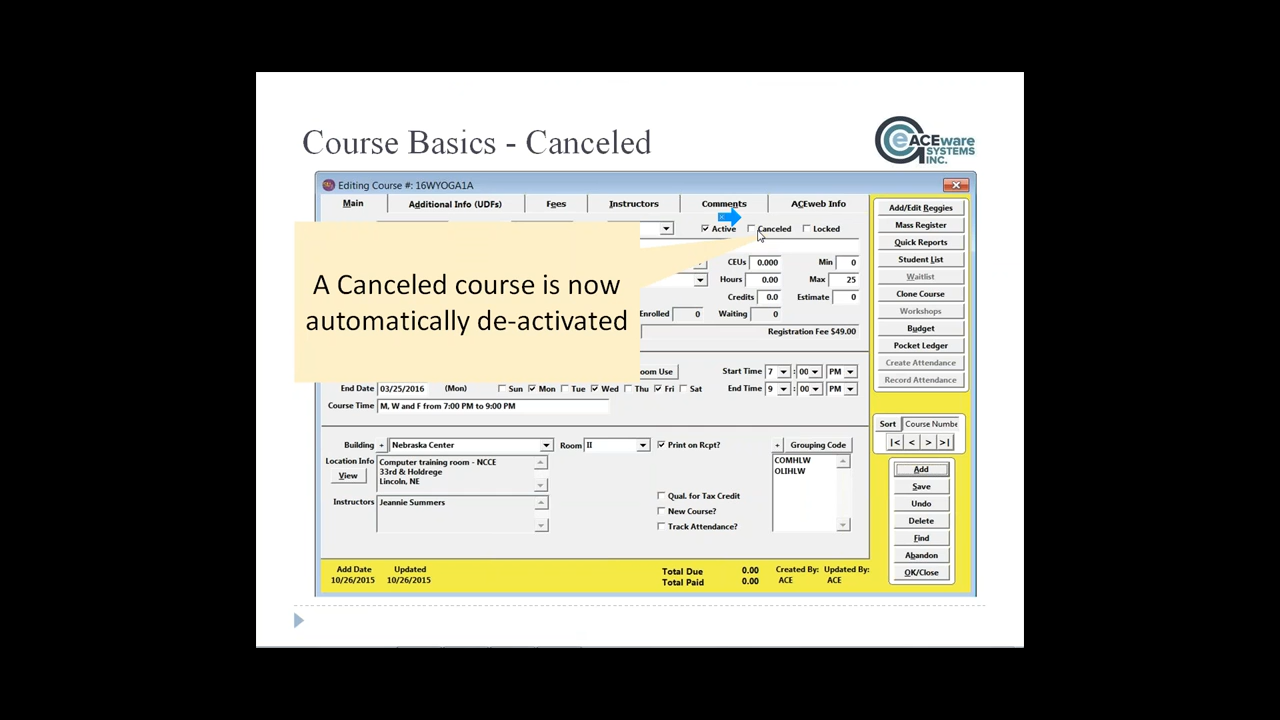 Course Basics - Canceled
eACEware
SYSTEMS
INC.
Editing Course #: 16WYOGA1A
Main Additional Info (UDFs) Fees Instructors Comments ACEweb Info
Active Canceled Locked
A Canceled course is now
automatically de-activated
CEUs 0.000 Min 0
Hours 0.00 Max 25
Credits 0.0 Estimate 0
Enrolled 0 Waiting 0
Registration Fee $49.00
oom Use Start Time 7 : 00 PM
End Date 03/25/2016 (Mon) Sun Mon Tue Wed Thu Fri Sat End Time 9 : 00 PM
Course Time M, W and F from 7:00 PM to 9:00 PM
Building + Nebraska Center Room II Print on Rcpt? + Grouping Code
Location Info Computer training room - NCCE
33rd & Holdrege
Lincoln, NE
View
COMHLW
OLIHLW
Instructors Jeannie Summers
Qual. for Tax Credit
New Course?
Track Attendance?
Add Date Updated Total Due 0.00 Created By: Updated By:
10/26/2015 10/26/2015 Total Paid 0.00 ACE ACE
Add/Edit Reggies
Mass Register
Quick Reports
Student List
Waitlist
Clone Course
Workshops
Budget
Pocket Ledger
Create Attendance
Record Attendance
Sort Course Numbe
|< < > >|
Add
Save
Undo
Delete
Find
Abandon
OK/Close